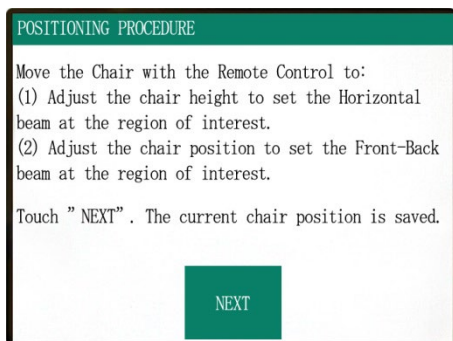 POSITIONING PROCEDURE
Move the Chair with the Remote Control to:
(1) Adjust the chair height to set the Horizontal
beam at the region of interest.
(2) Adjust the chair position to set the Front-Back
beam at the region of interest.
Touch ” NEXT” . The current chair position is saved.
NEXT